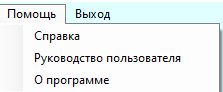 Помощь Выход
Справка
Руководство пользователя
О программе